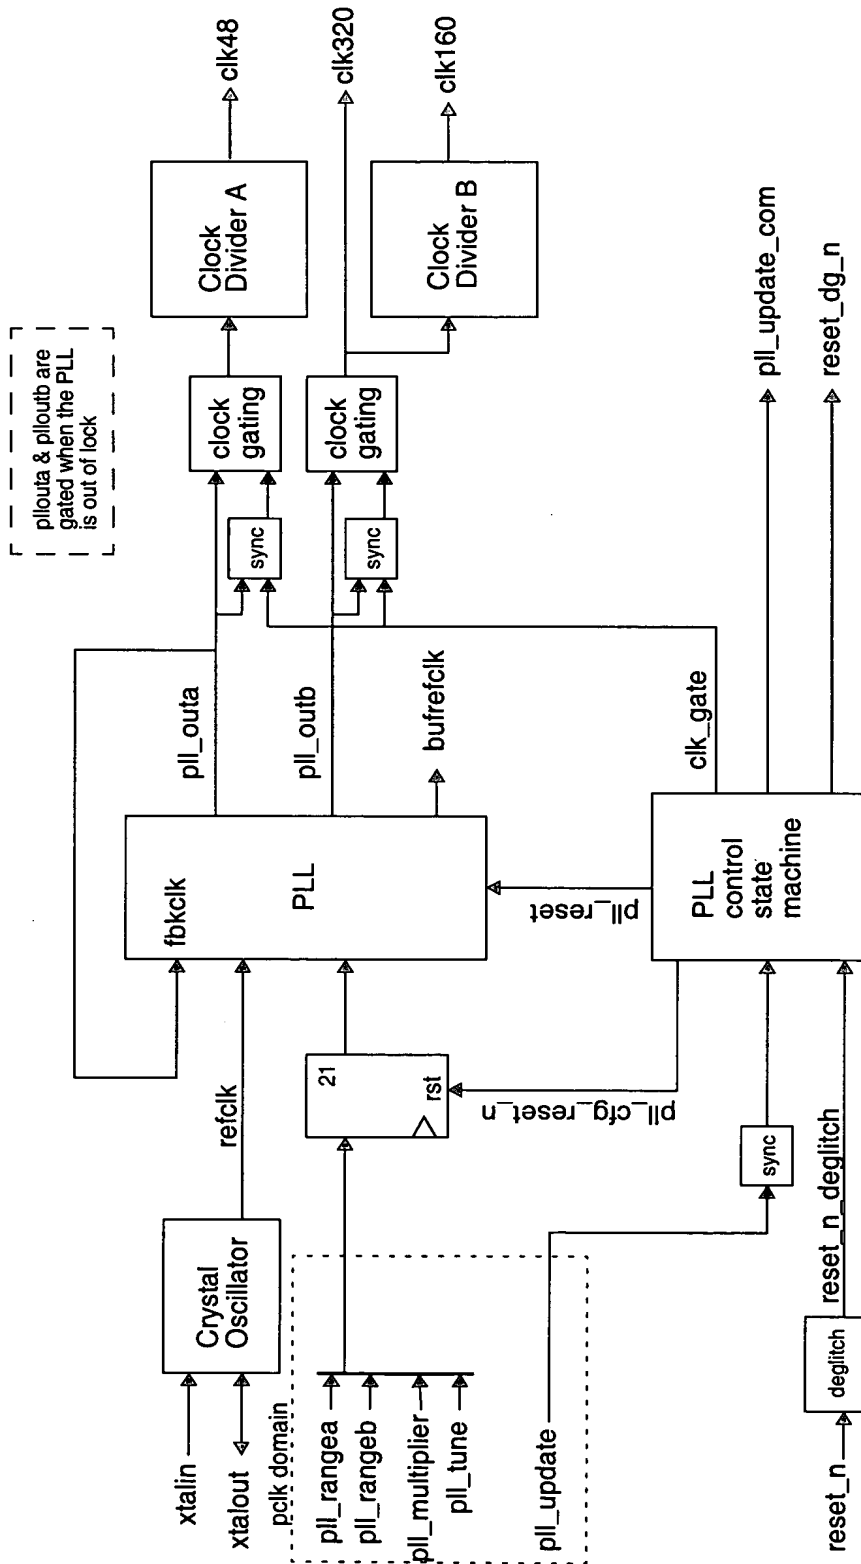 pllouta & plloutb are
gated when the PLL
is out of lock
xtalin
xtalout
Crystal
Oscillator
refclk
fbkclk
PLL
pll_outa
pll_outb
bufrefclk
sync
clock
gating
Clock
Divider A
clk48
sync
clock
gating
clk320
Clock
Divider B
clk160
pclk domain
pll_rangea
pll_rangeb
pll_multiplier
pll_tune
21
rst
pll_cfg_reset_n
pll_reset
pll_update
sync
PLL
control
state
machine
clk_gate
pll_update_com
reset_dg_n
reset_n
deglitch
reset_n_deglitch